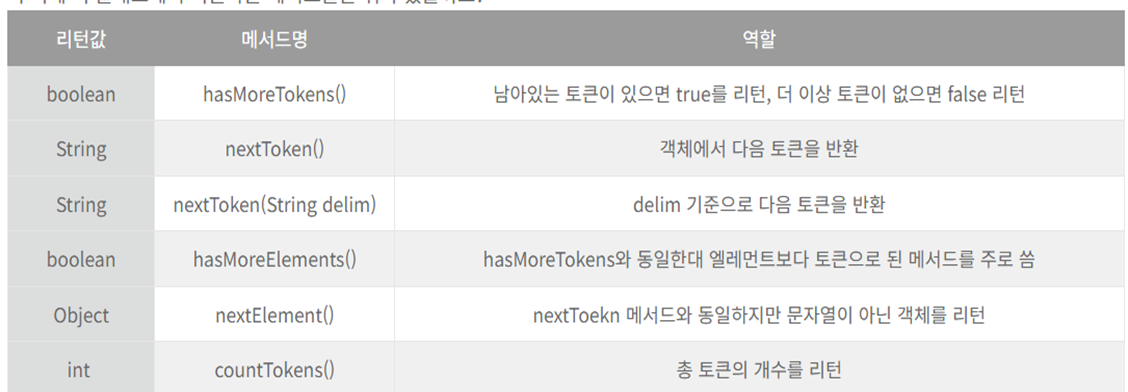 리턴값 메서드명 역할
boolean hasMoreTokens() 남아있는 토큰이 있으면 true를 리턴, 더 이상 토큰이 없으면 false 리턴
String nextToken() 객체에서 다음 토큰을 반환
String nextToken(String delim) delim 기준으로 다음 토큰을 반환
boolean hasMoreElements() hasMoreTokens와 동일한대 엘레먼트보다 토큰으로 된 메서드를 주로 씀
Object nextElement() nextToekn 메서드와 동일하지만 문자열이 아닌 객체를 리턴
int countTokens() 총 토큰의 개수를 리턴